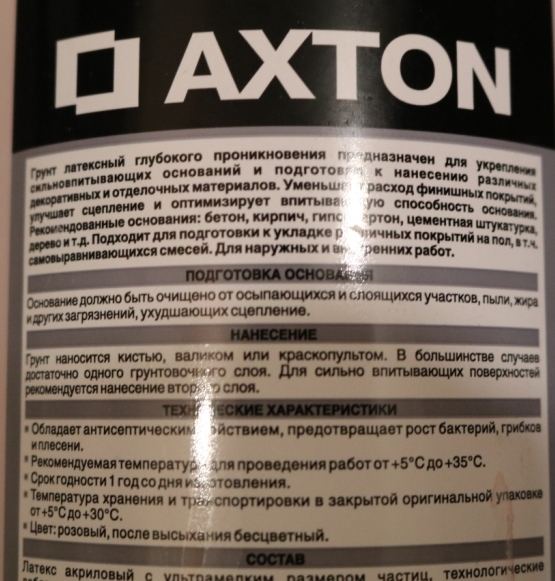 AXTON
Грунт латексный глубокого проникновения предназначен для укрепления
сильновпитывающих оснований и подготовки к нанесению различных
декоративных и отделочных материалов. Уменьшает расход финишных покрытий,
улучшает сцепление и оптимизирует впитывающую способность основания.
Рекомендованные основания: бетон, кирпич, гипсокартон, цементная штукатурка,
дерево и т.д. Подходит для подготовки к укладке различных покрытий на пол, в т.ч.
самовыравнивающихся смесей. Для наружных и внутренних работ.
ПОДГОТОВКА ОСНОВАНИЯ
Основание должно быть очищено от осыпающихся и слоящихся участков, пыли, жира
и других загрязнений, ухудшающих сцепление.
НАНЕСЕНИЕ
Грунт наносится кистью, валиком или краскопультом. В большинстве случаев
достаточно одного грунтовочного слоя. Для сильно впитывающих поверхностей
рекомендуется нанесение второго слоя.
ТЕХНИЧЕСКИЕ ХАРАКТЕРИСТИКИ
Обладает антисептическим действием, предотвращает рост бактерий, грибков
и плесени.
Рекомендуемая температура для проведения работ от +5°С до +35°С.
Срок годности 1 год со дня изготовления.
Температура хранения и транспортировки в закрытой оригинальной упаковке
от +5°С до +30°С.
Цвет: розовый, после высыхания бесцветный.
СОСТАВ
Латекс акриловый с ультрамелким размером частиц, технологические